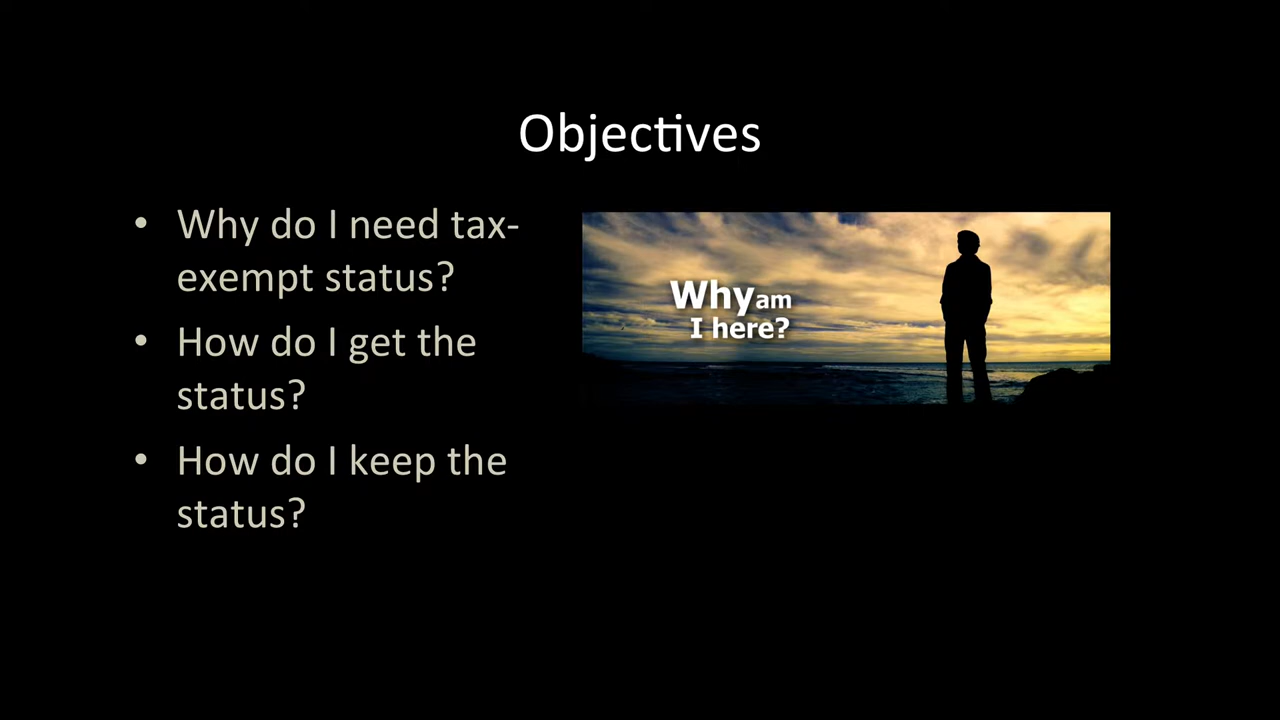 Objectives
• Why do I need tax-
exempt status?
• How do I get the
status?
• How do I keep the
status?
Why am
I here?